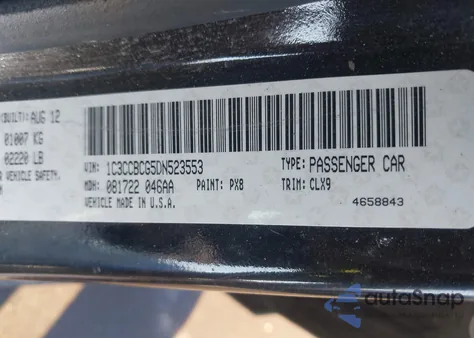 (BUILT): AUG 12
01007 KG
02220 LB
R VEHICLE SAFETY,
VIN: 1C3CCBCG5DN523553
TYPE: PASSENGER CAR
MDH: 081722 046AA
PAINT: PX8
TRIM: CLX9
VEHICLE MADE IN U.S.A.
4658843
autoSnap